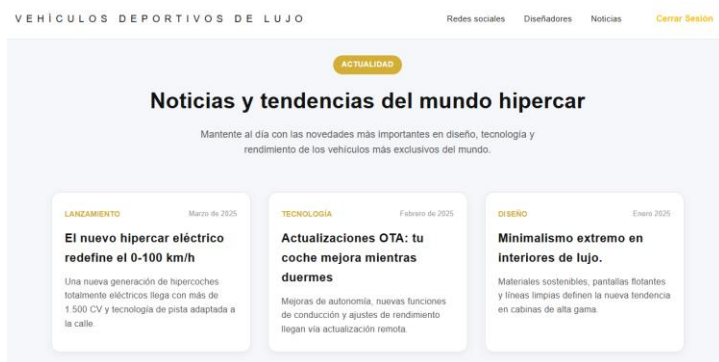 VEHÍCULOS DEPORTIVOS DE LUJO
Redes sociales Diseñadores Noticias Cerrar Sesión
ACTUALIDAD
Noticias y tendencias del mundo hipercar
Mantente al día con las novedades más importantes en diseño, tecnología y
rendimiento de los vehículos más exclusivos del mundo.
LANZAMIENTO Marzo de 2025
El nuevo hipercar eléctrico
redefine el 0-100 km/h
Una nueva generación de hipercoches
totalmente eléctricos llega con más de
1.500 CV y tecnología de pista adaptada a
la calle.
TECNOLOGÍA Febrero de 2025
Actualizaciones OTA: tu
coche mejora mientras
duermes
Mejoras de autonomía, nuevas funciones
de conducción y ajustes de rendimiento
llegan vía actualización remota.
DISEÑO Enero 2025
Minimalismo extremo en
interiores de lujo.
Materiales sostenibles, pantallas flotantes
y líneas limpias definen la nueva tendencia
en cabinas de alta gama.